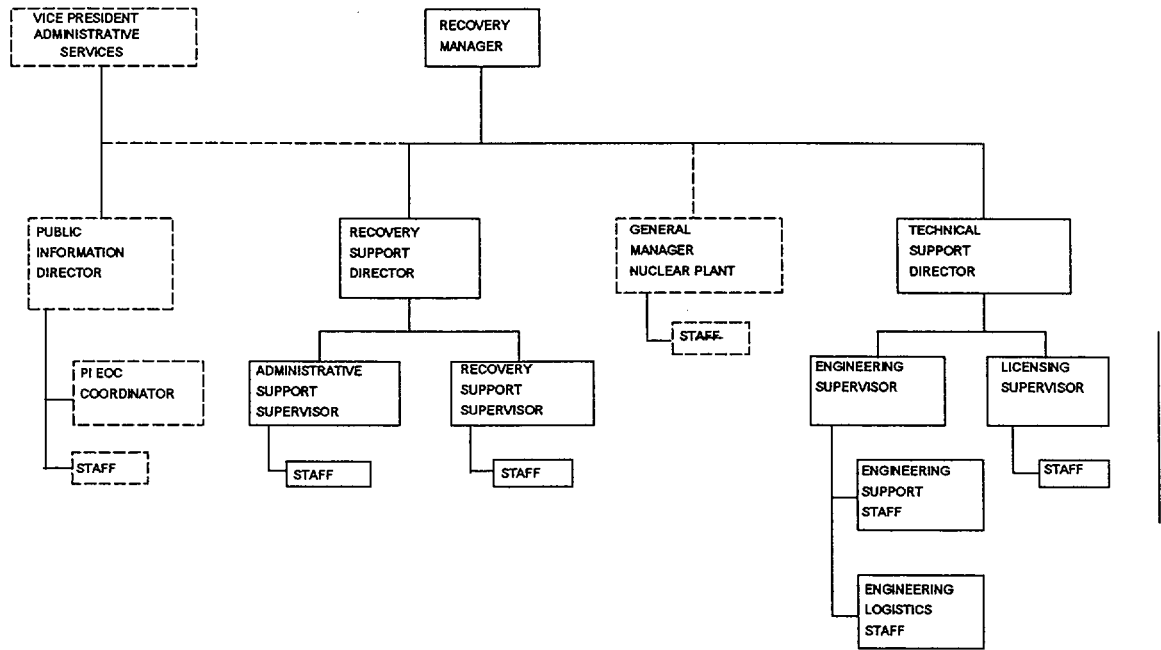 VICE PRESIDENT
ADMINISTRATIVE
SERVICES
RECOVERY
MANAGER
PUBLIC
INFORMATION
DIRECTOR
RECOVERY
SUPPORT
DIRECTOR
GENERAL
MANAGER
NUCLEAR PLANT
TECHNICAL
SUPPORT
DIRECTOR
STAFF
PI EOC
COORDINATOR
ADMINISTRATIVE
SUPPORT
SUPERVISOR
RECOVERY
SUPPORT
SUPERVISOR
ENGINEERING
SUPERVISOR
LICENSING
SUPERVISOR
STAFF
STAFF
STAFF
ENGINEERING
SUPPORT
STAFF
STAFF
ENGINEERING
LOGISTICS
STAFF